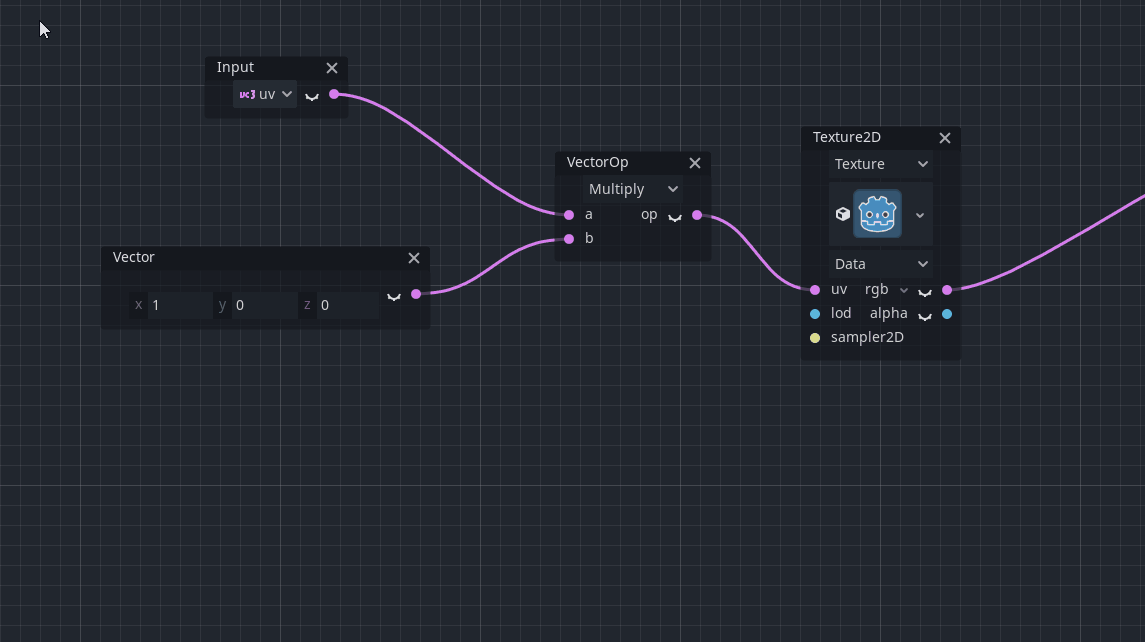 Input
uv
VectorOp
Multiply
a op
b
Vector
x 1 y 0 z 0
Texture2D
Texture
Data
uv rgb
lod alpha
sampler2D